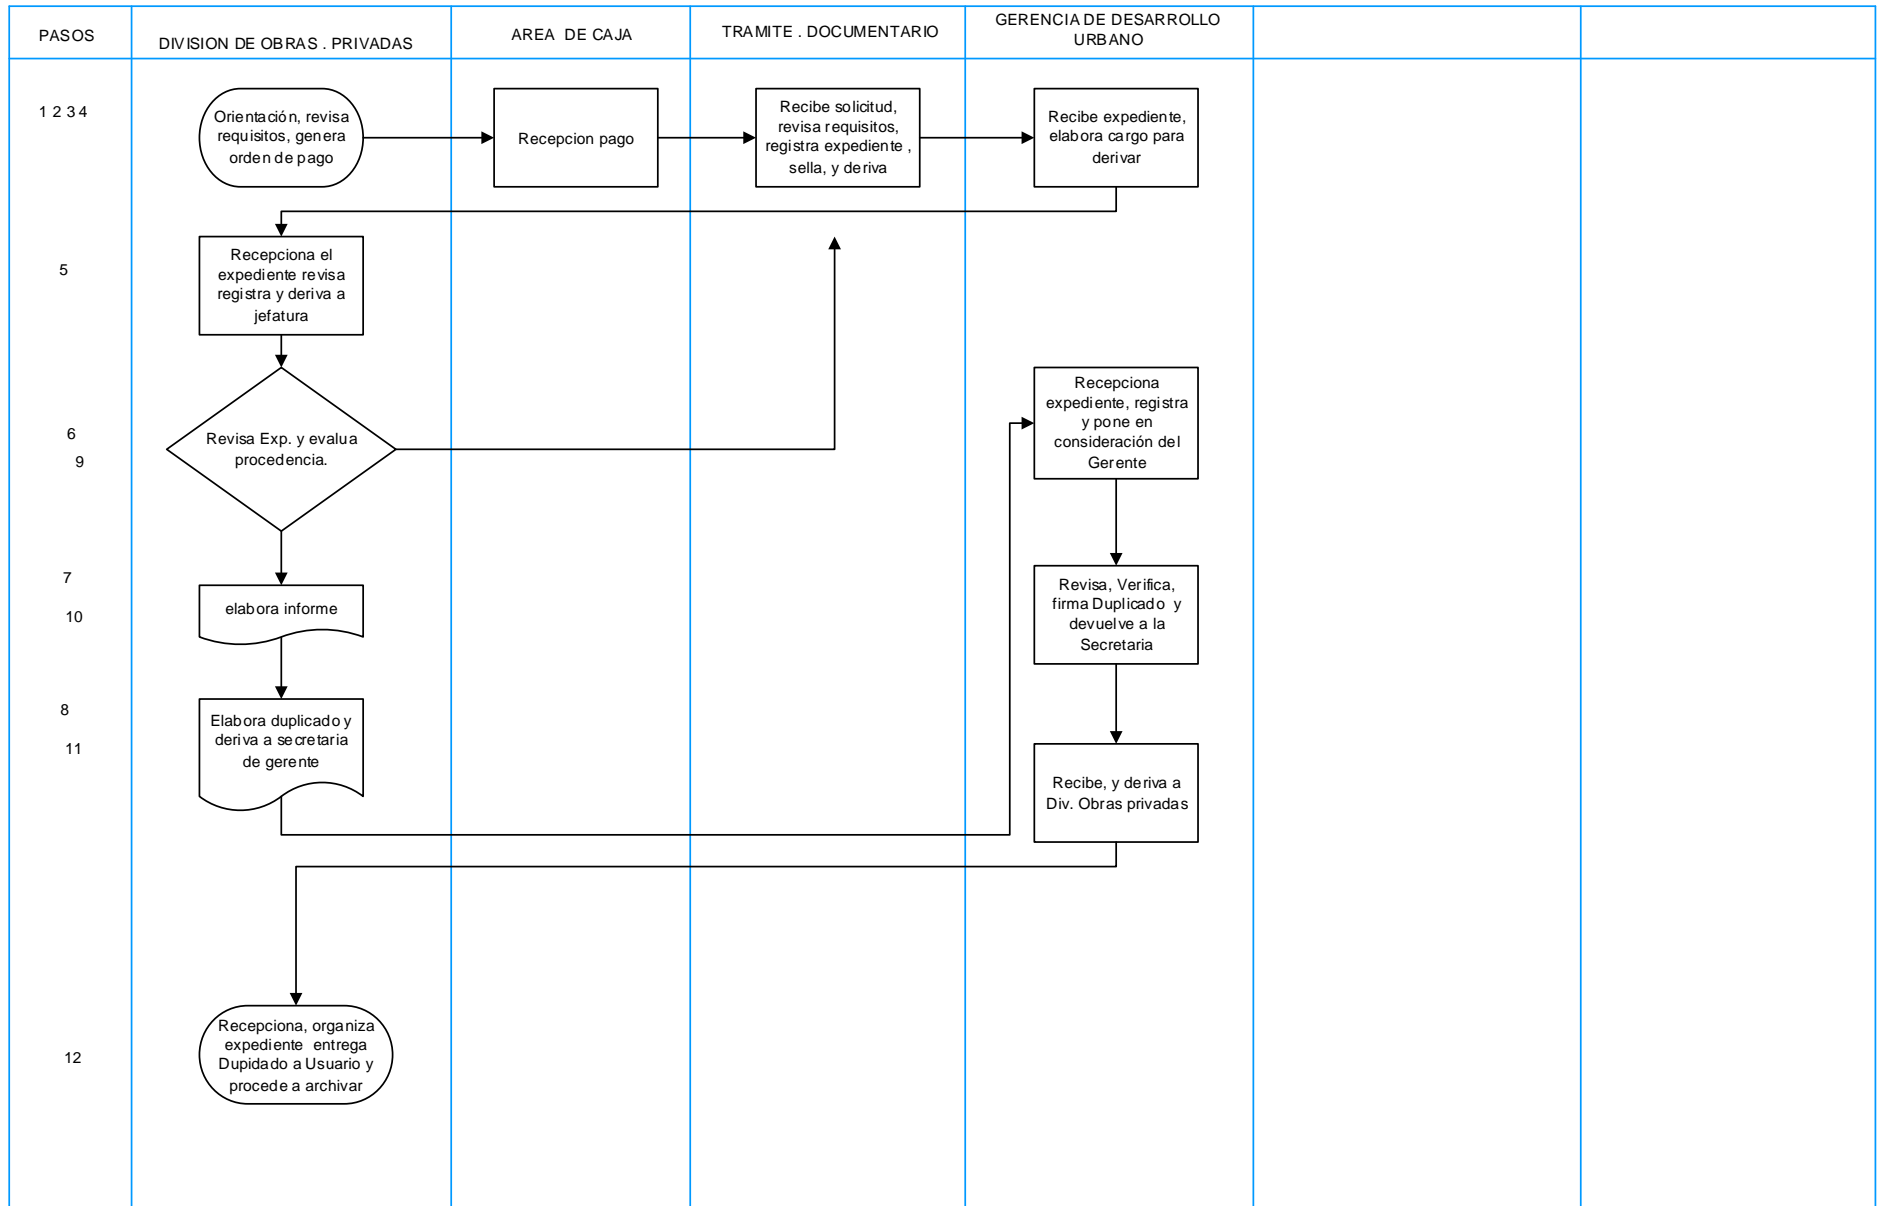 PASOS
DIVISION DE OBRAS . PRIVADAS
AREA DE CAJA
TRAMITE . DOCUMENTARIO
GERENCIA DE DESARROLLO
URBANO
1 2 3 4
Orientación, revisa
requisitos, genera
orden de pago
Recepcion pago
Recibe solicitud,
revisa requisitos,
registra expediente ,
sella, y deriva
Recibe expediente,
elabora cargo para
derivar
5
Recepciona el
expediente revisa
registra y deriva a
jefatura
6
9
Revisa Exp. y evalua
procedencia.
Recepciona
expediente, registra
y pone en
consideración del
Gerente
7
10
elabora informe
Revisa, Verifica,
firma Duplicado y
devuelve a la
Secretaria
8
11
Elabora duplicado y
deriva a secretaria
de gerente
Recibe, y deriva a
Div. Obras privadas
12
Recepciona, organiza
expediente entrega
Dupidado a Usuario y
procede a archivar